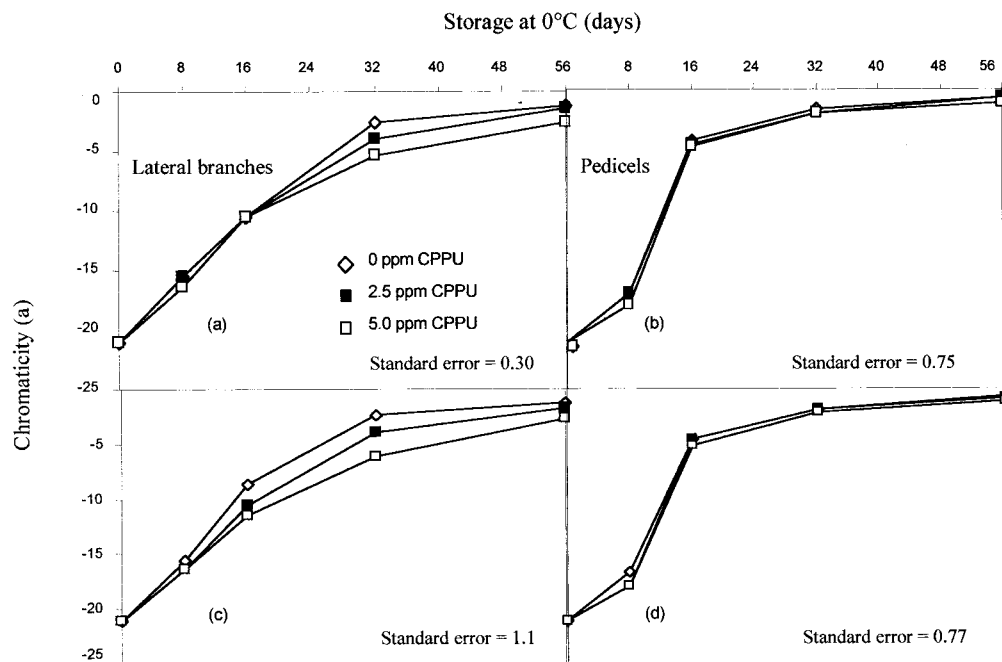 Storage at 0°C (days)
0 8 16 24 32 40 48 56 8 16 24 32 40 48 56
0
-5
-10
-15
-20
-25
-5
-10
-15
-20
-25
Chromaticity (a)
Lateral branches
Pedicels
0 ppm CPPU
2.5 ppm CPPU
5.0 ppm CPPU
(a)
(b)
Standard error = 0.30
Standard error = 0.75
(c)
(d)
Standard error = 1.1
Standard error = 0.77